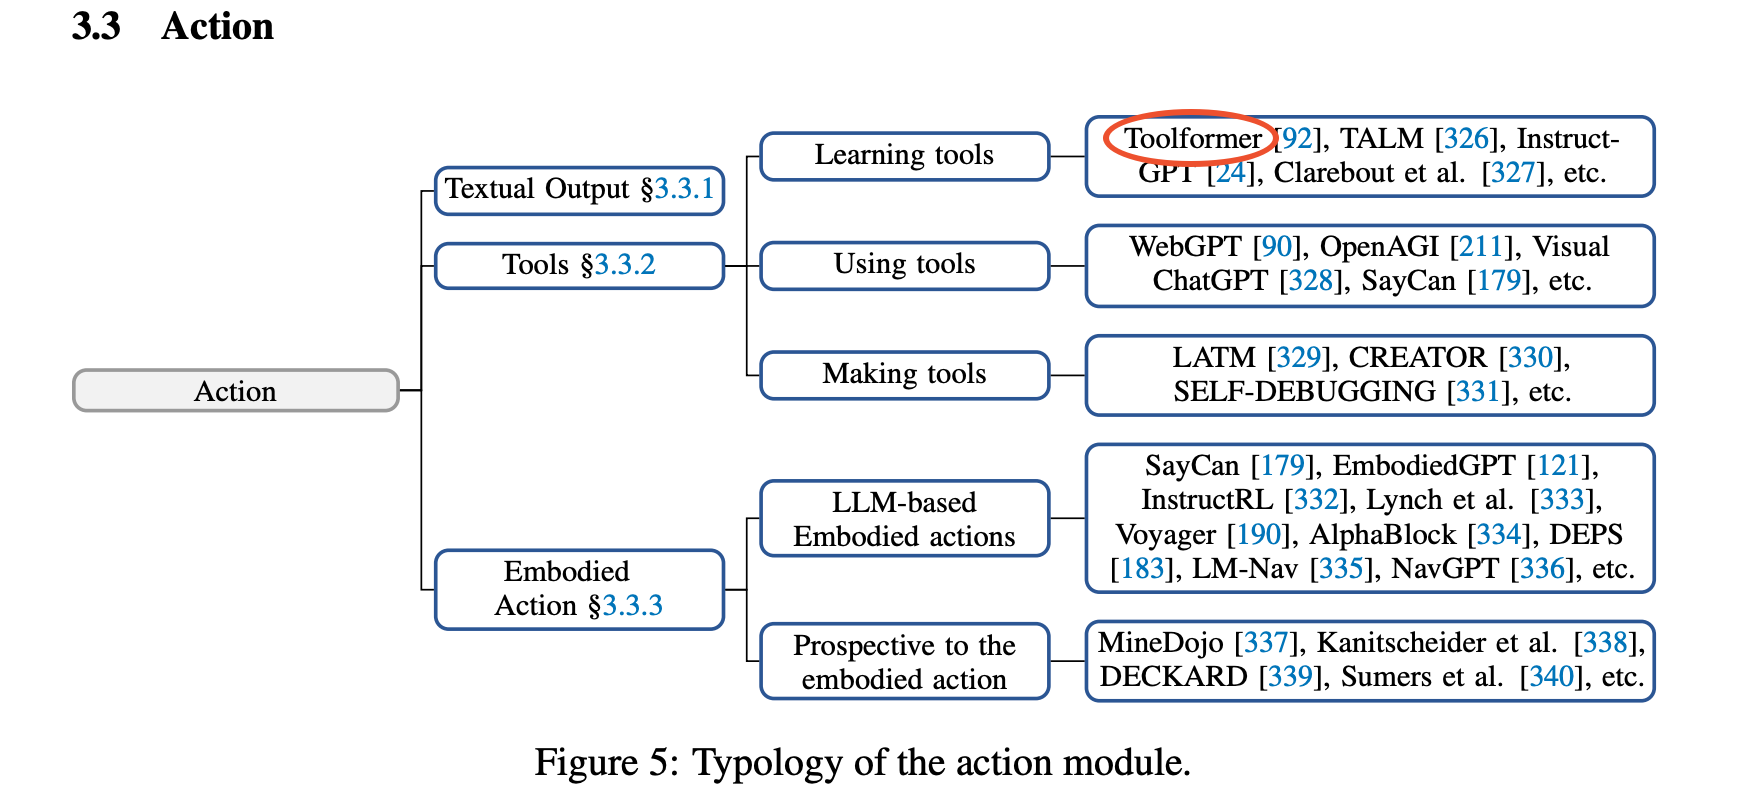 3.3 Action
Learning tools
Toolformer [92], TALM [326], Instruct-
GPT [24], Clarebout et al. [327], etc.
Textual Output §3.3.1
Tools §3.3.2
Using tools
WebGPT [90], OpenAGI [211], Visual
ChatGPT [328], SayCan [179], etc.
Making tools
LATM [329], CREATOR [330],
SELF-DEBUGGING [331], etc.
Action
LLM-based
Embodied actions
SayCan [179], EmbodiedGPT [121],
InstructRL [332], Lynch et al. [333],
Voyager [190], AlphaBlock [334], DEPS
[183], LM-Nav [335], NavGPT [336], etc.
Embodied
Action §3.3.3
Prospective to the
embodied action
MineDojo [337], Kanitscheider et al. [338],
DECKARD [339], Sumers et al. [340], etc.
Figure 5: Typology of the action module.